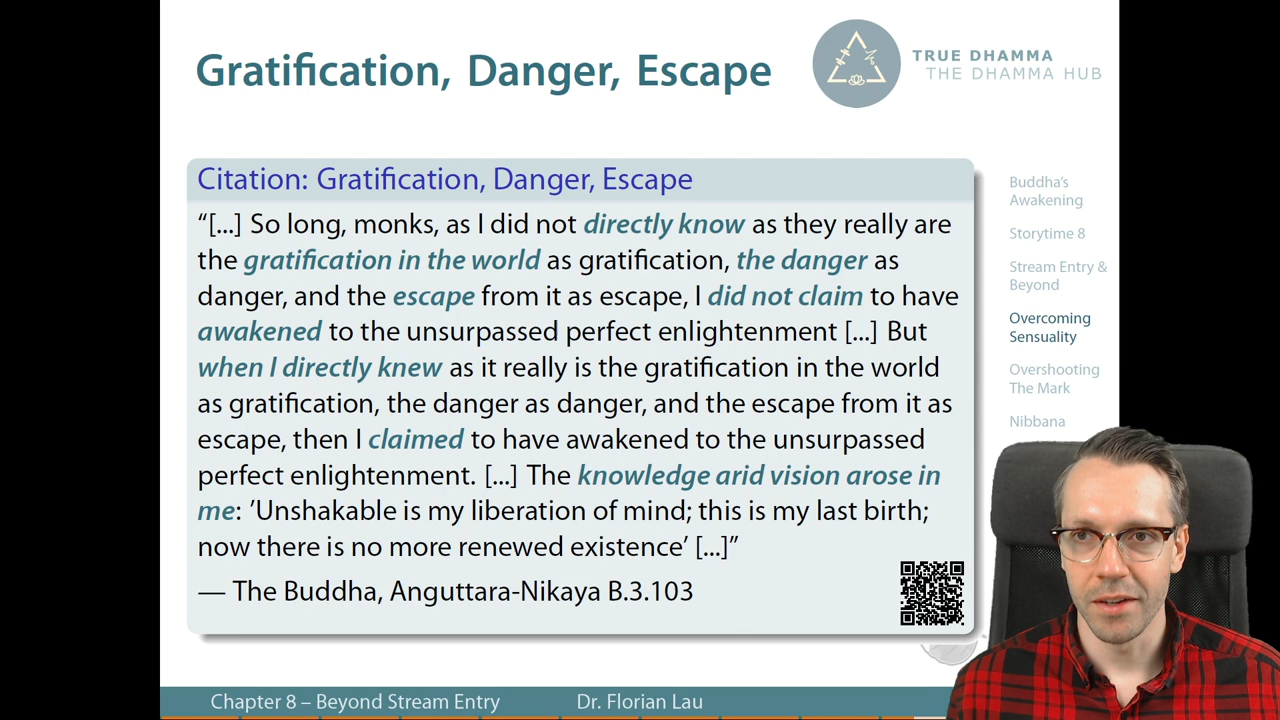 Gratification, Danger, Escape
TRUE DHAMMA
THE DHAMMA HUB
Citation: Gratification, Danger, Escape
“[...] So long, monks, as I did not directly know as they really are
the gratification in the world as gratification, the danger as
danger, and the escape from it as escape, I did not claim to have
awakened to the unsurpassed perfect enlightenment [...] But
when I directly knew as it really is the gratification in the world
as gratification, the danger as danger, and the escape from it as
escape, then I claimed to have awakened to the unsurpassed
perfect enlightenment. [...] The knowledge arid vision arose in
me: ’Unshakable is my liberation of mind; this is my last birth;
now there is no more renewed existence’ [...]”
— The Buddha, Anguttara-Nikaya B.3.103
Buddha’s
Awakening
Storytime 8
Stream Entry &
Beyond
Overcoming
Sensuality
Overshooting
The Mark
Nibbana
Chapter 8 – Beyond Stream Entry
Dr. Florian Lau